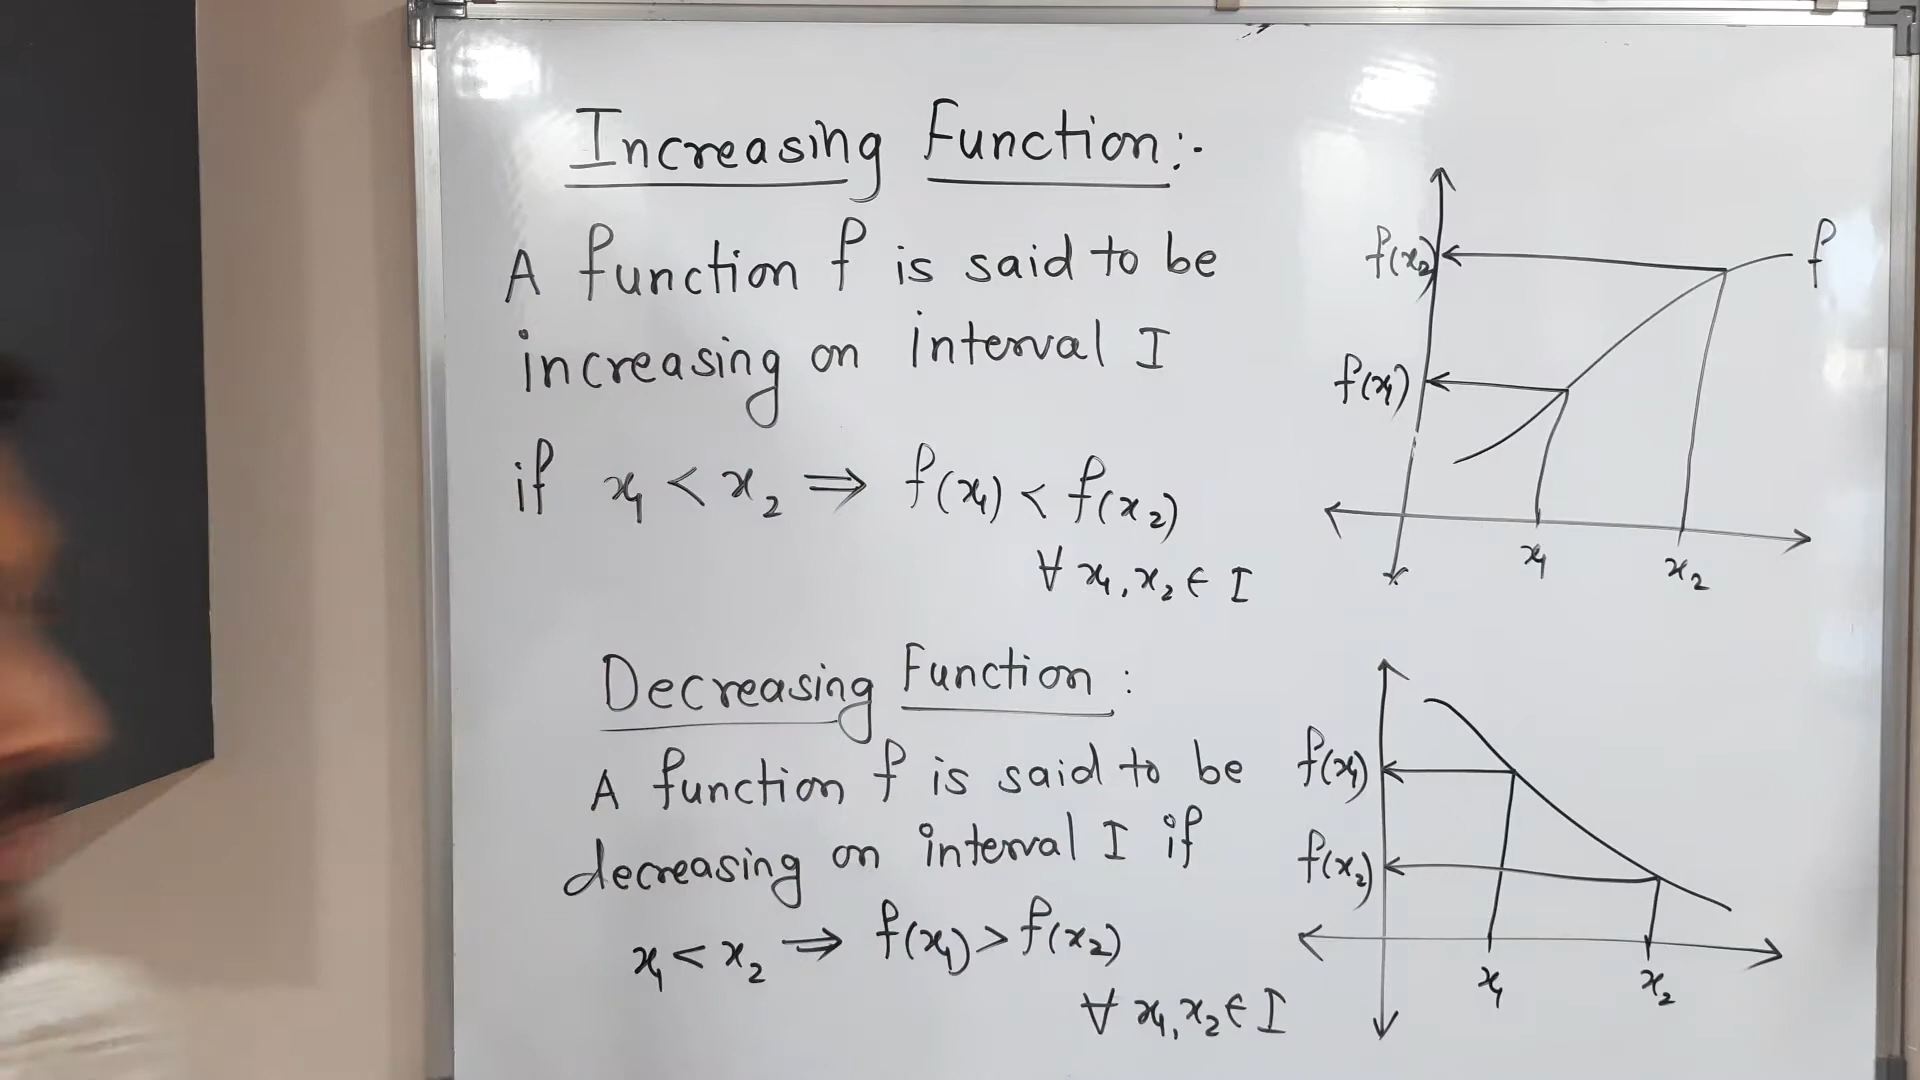 Increasing Function:-
A function f is said to be
increasing on interval I
if x₁ < x₂ ⇒ f(x₁) < f(x₂)
∀ x₁, x₂ ∈ I
f(x₂)
f
f(x₁)
x₁
x₂
Decreasing Function :
A function f is said to be
decreasing on interval I if
x₁ < x₂ ⇒ f(x₁) > f(x₂)
∀ x₁, x₂ ∈ I
f(x₁)
f(x₂)
x₁
x₂